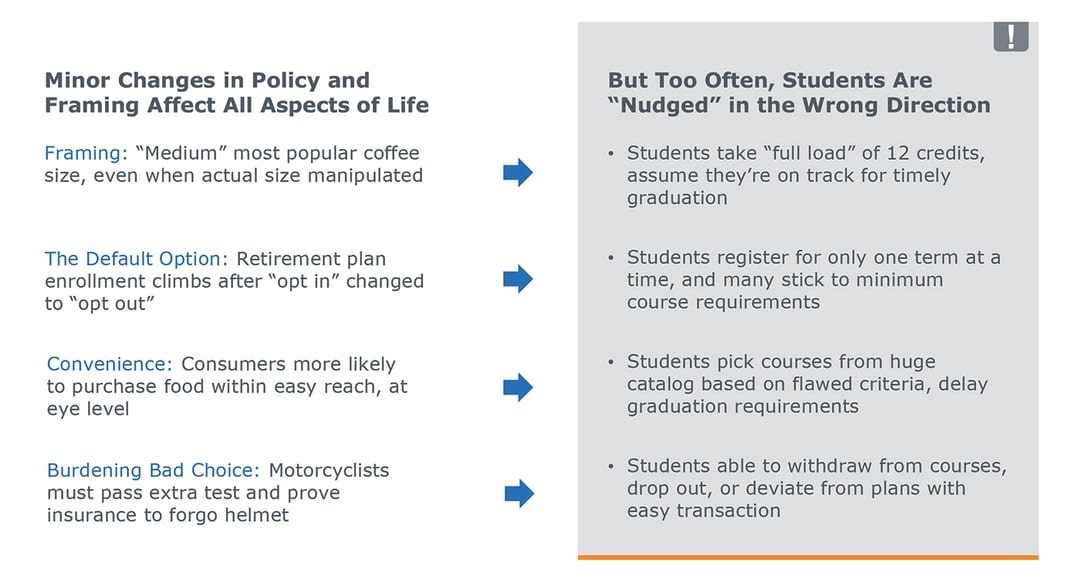 !
Minor Changes in Policy and
Framing Affect All Aspects of Life
Framing: “Medium” most popular coffee
size, even when actual size manipulated
The Default Option: Retirement plan
enrollment climbs after “opt in” changed
to “opt out”
Convenience: Consumers more likely
to purchase food within easy reach, at
eye level
Burdening Bad Choice: Motorcyclists
must pass extra test and prove
insurance to forgo helmet
But Too Often, Students Are
“Nudged” in the Wrong Direction
• Students take “full load” of 12 credits,
assume they’re on track for timely
graduation
• Students register for only one term at a
time, and many stick to minimum
course requirements
• Students pick courses from huge
catalog based on flawed criteria, delay
graduation requirements
• Students able to withdraw from courses,
drop out, or deviate from plans with
easy transaction